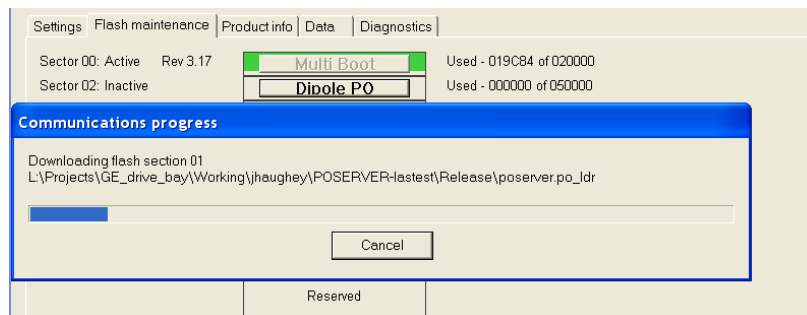 Settings Flash maintenance Product info Data Diagnostics
Sector 00: Active Rev 3.17 Multi Boot Used - 019C84 of 020000
Sector 02: Inactive Dipole PO Used - 000000 of 050000
Communications progress
Downloading flash section 01
L:\Projects\GE_drive_bay\Working\jhaughey\POSERVER-lastest\Release\poserver.po_ldr
Cancel
Reserved